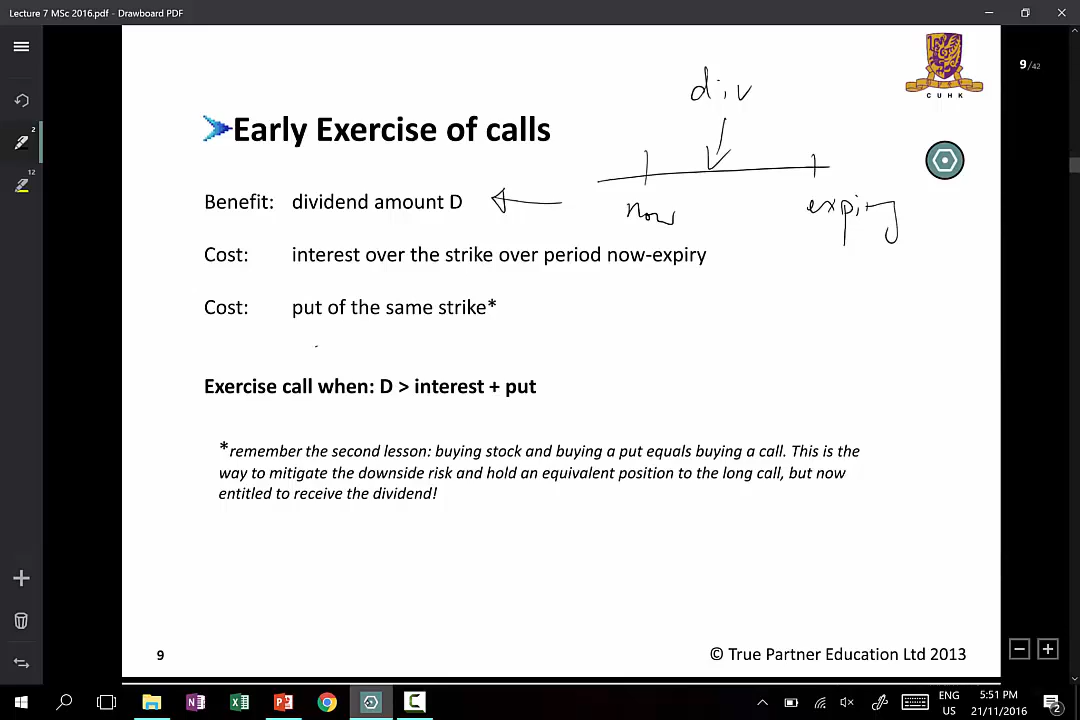 Lecture 7 MSc 2016.pdf - Drawboard PDF
9/42
CUHK
div
Early Exercise of calls
now
expiry
Benefit: dividend amount D
Cost: interest over the strike over period now-expiry
Cost: put of the same strike*
Exercise call when: D > interest + put
*remember the second lesson: buying stock and buying a put equals buying a call. This is the
way to mitigate the downside risk and hold an equivalent position to the long call, but now
entitled to receive the dividend!
9
© True Partner Education Ltd 2013
2
12
ENG
US
5:51 PM
21/11/2016
2